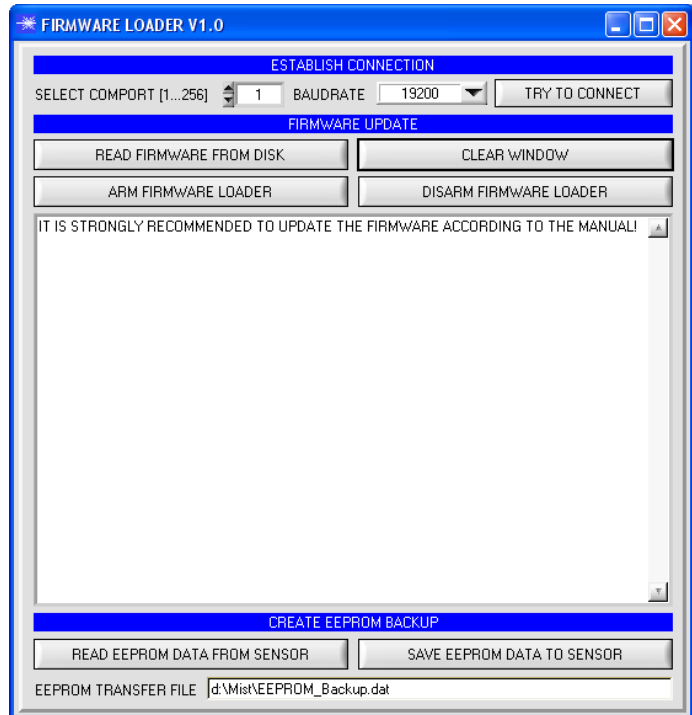 FIRMWARE LOADER V1.0
ESTABLISH CONNECTION
SELECT COMPORT [1...256] 1 BAUDRATE 19200 TRY TO CONNECT
FIRMWARE UPDATE
READ FIRMWARE FROM DISK CLEAR WINDOW
ARM FIRMWARE LOADER DISARM FIRMWARE LOADER
IT IS STRONGLY RECOMMENDED TO UPDATE THE FIRMWARE ACCORDING TO THE MANUAL!
CREATE EEPROM BACKUP
READ EEPROM DATA FROM SENSOR SAVE EEPROM DATA TO SENSOR
EEPROM TRANSFER FILE d:\Mist\EEPROM_Backup.dat